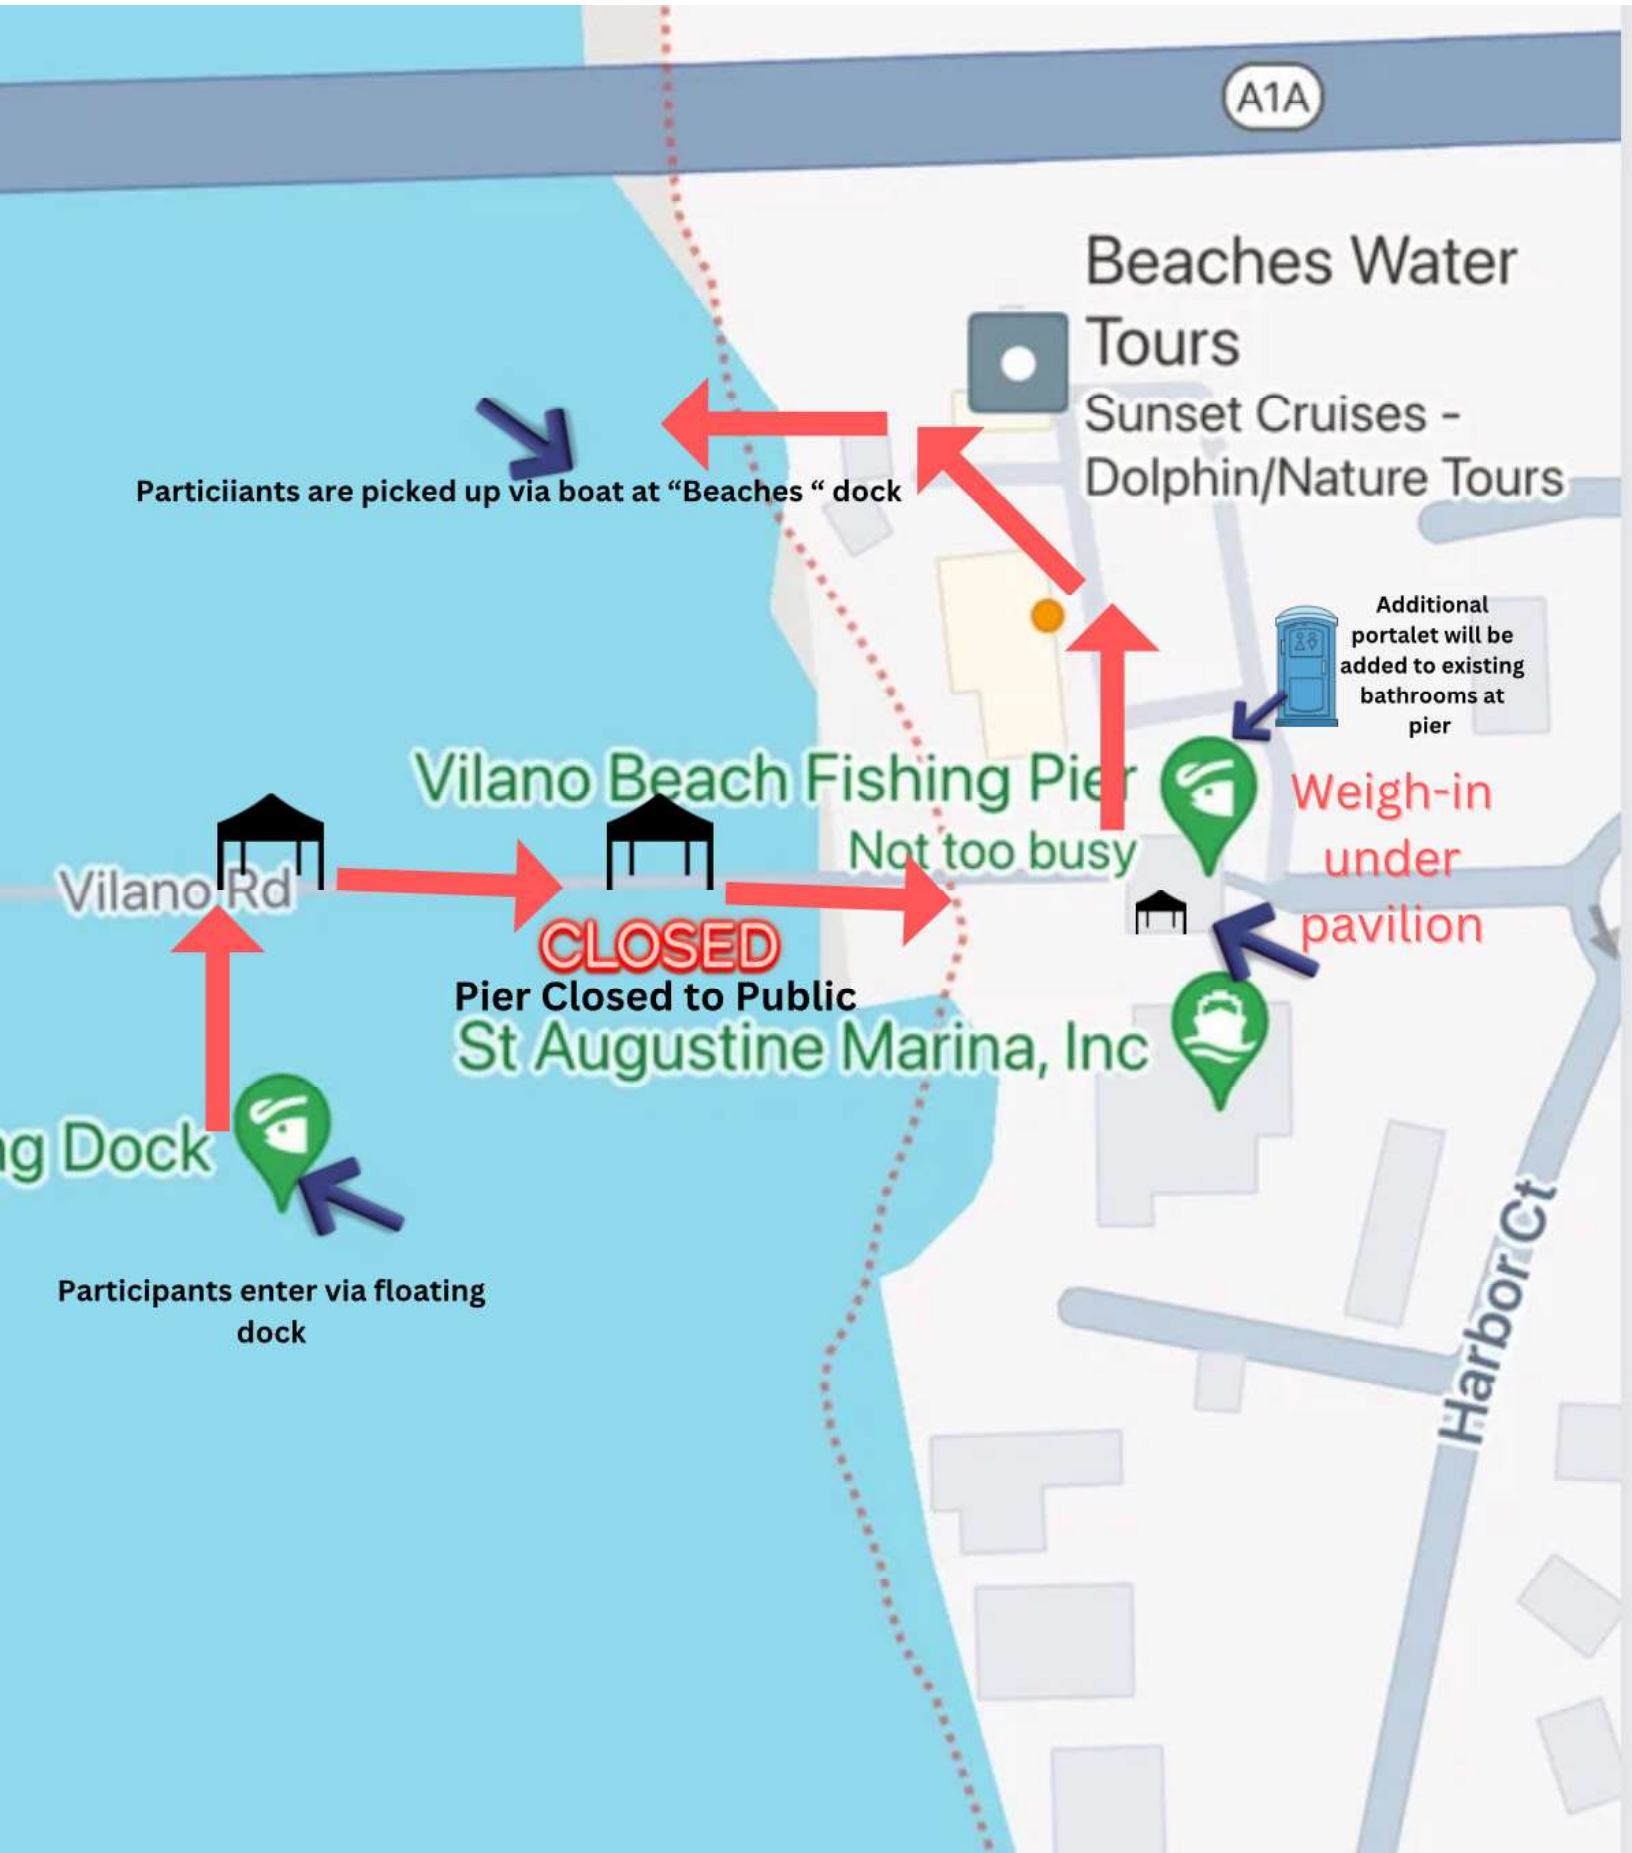 A1A
Beaches Water
Tours
Sunset Cruises -
Dolphin/Nature Tours
Particiiants are picked up via boat at “Beaches “ dock
Additional
portalet will be
added to existing
bathrooms at
pier
Vilano Beach Fishing Pier
Not too busy
Weigh-in
under
pavilion
Vilano Rd
CLOSED
Pier Closed to Public
St Augustine Marina, Inc
ng Dock
Participants enter via floating
dock
Harbor Ct